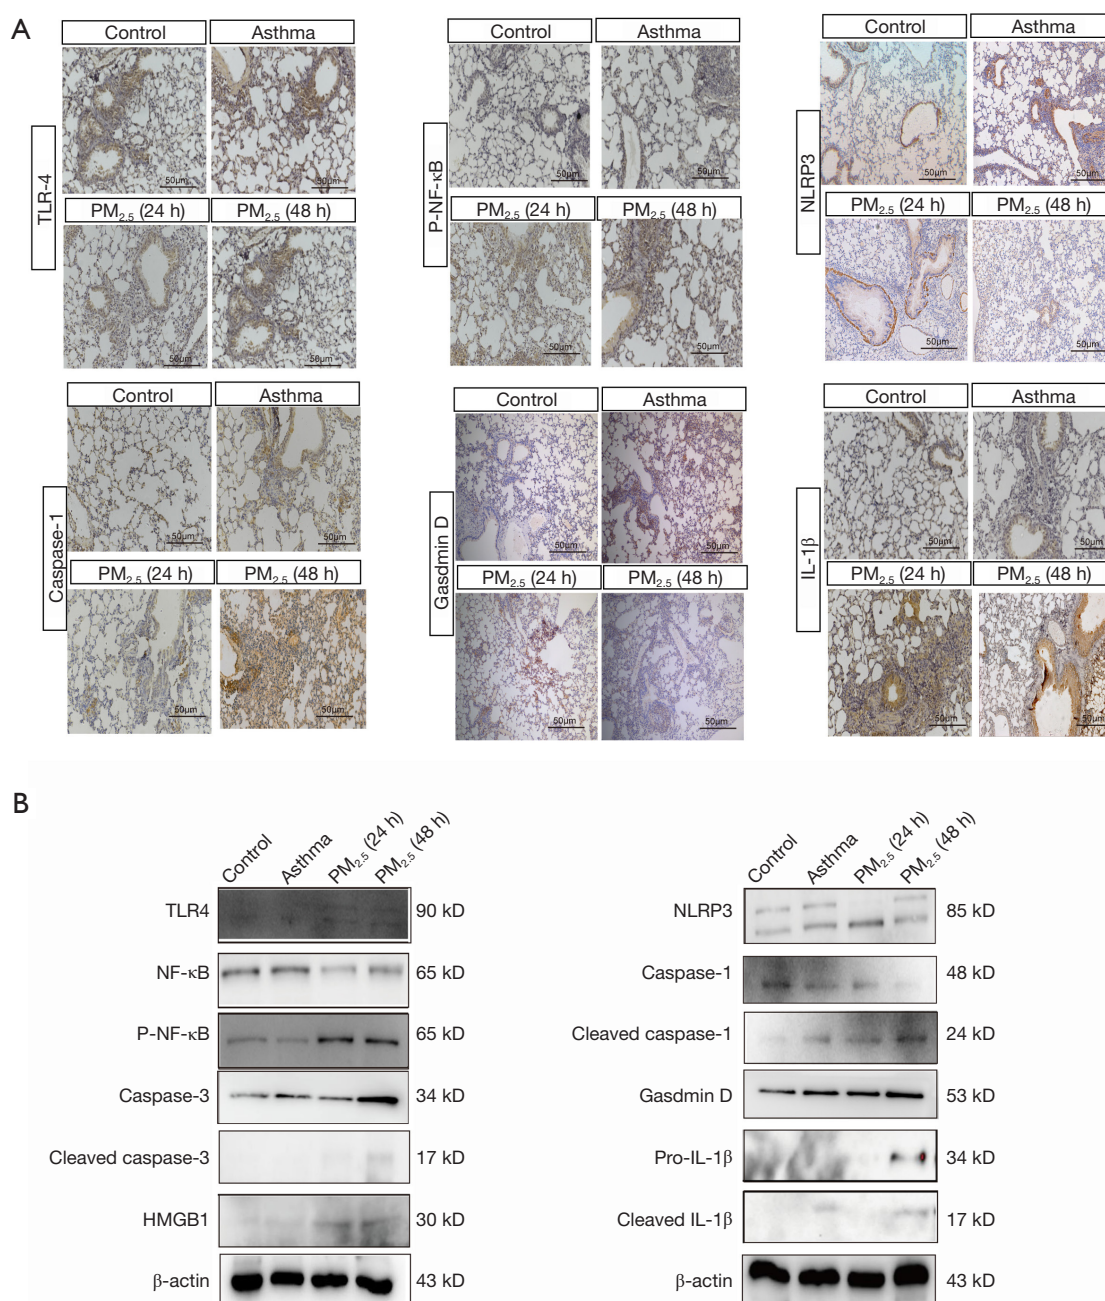 A
Control Asthma
TLR-4
50μm 50μm
PM2.5 (24 h) PM2.5 (48 h)
50μm 50μm
Control Asthma
P-NF-κB
50μm 50μm
PM2.5 (24 h) PM2.5 (48 h)
50μm 50μm
Control Asthma
NLRP3
50μm 50μm
PM2.5 (24 h) PM2.5 (48 h)
50μm 50μm
Control Asthma
Caspase-1
50μm 50μm
PM2.5 (24 h) PM2.5 (48 h)
50μm 50μm
Control Asthma
Gasdmin D
50μm 50μm
PM2.5 (24 h) PM2.5 (48 h)
50μm 50μm
Control Asthma
IL-1β
50μm 50μm
PM2.5 (24 h) PM2.5 (48 h)
50μm 50μm
B
Control Asthma PM2.5 (24 h) PM2.5 (48 h)
TLR4 90 kD
NF-κB 65 kD
P-NF-κB 65 kD
Caspase-3 34 kD
Cleaved caspase-3 17 kD
HMGB1 30 kD
β-actin 43 kD
Control Asthma PM2.5 (24 h) PM2.5 (48 h)
NLRP3 85 kD
Caspase-1 48 kD
Cleaved caspase-1 24 kD
Gasdmin D 53 kD
Pro-IL-1β 34 kD
Cleaved IL-1β 17 kD
β-actin 43 kD